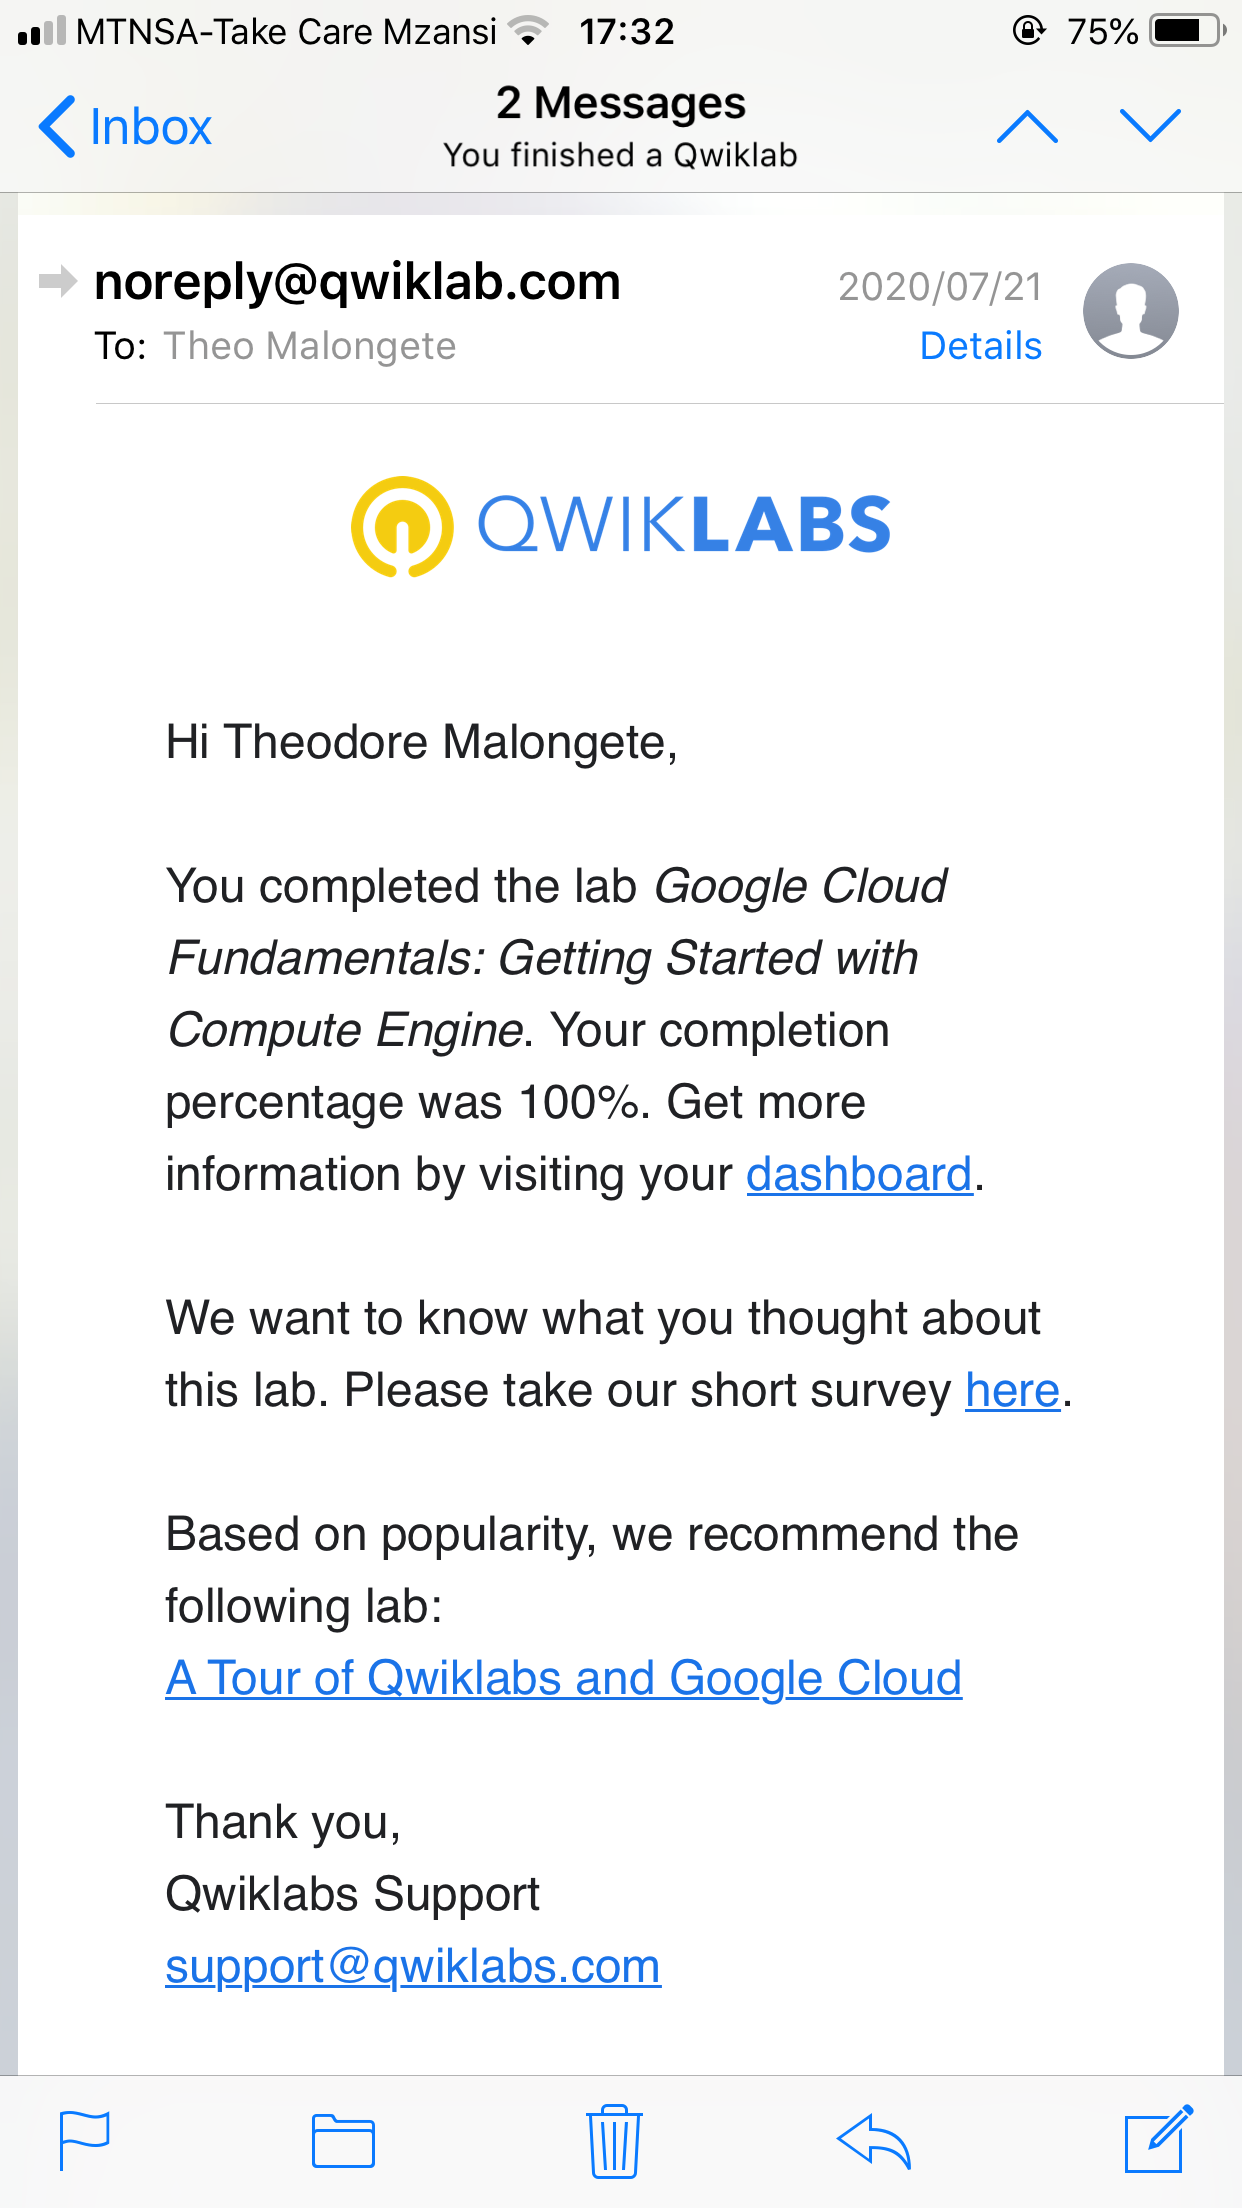 MTNSA-Take Care Mzansi 17:32 75%
Inbox
2 Messages
You finished a Qwiklab
noreply@qwiklab.com 2020/07/21
To: Theo Malongete Details
QWIKLABS
Hi Theodore Malongete,
You completed the lab Google Cloud
Fundamentals: Getting Started with
Compute Engine. Your completion
percentage was 100%. Get more
information by visiting your dashboard.
We want to know what you thought about
this lab. Please take our short survey here.
Based on popularity, we recommend the
following lab:
A Tour of Qwiklabs and Google Cloud
Thank you,
Qwiklabs Support
support@qwiklabs.com